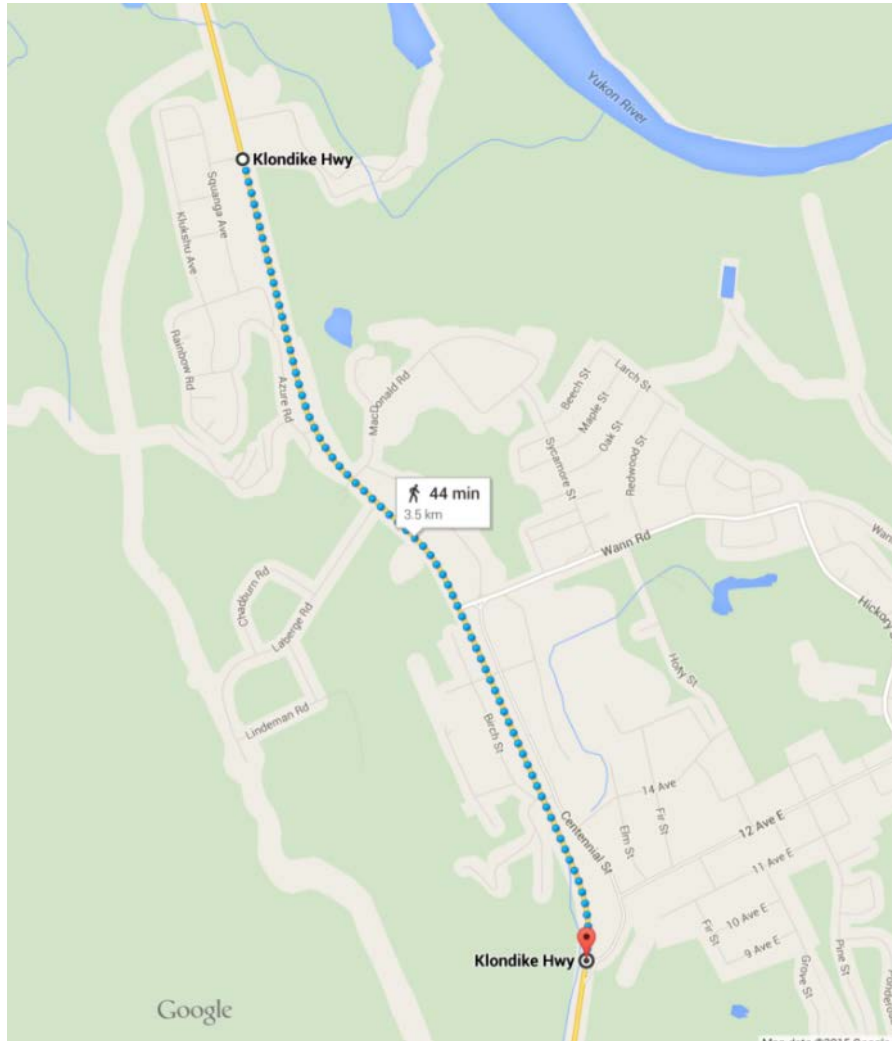 Yukon River
Klondike Hwy
Squanga Ave
Klukshu Ave
Rainbow Rd
Azure Rd
MacDonald Rd
Beech St
Larch St
Maple St
Oak St
Sycamore St
Redwood St
44 min
3.5 km
Wann Rd
Hickory
Chadburn Rd
Laberge Rd
Lindeman Rd
Holly St
Birch St
14 Ave
Centennial St
Elm St
Fir St
12 Ave E
11 Ave E
10 Ave E
Fir St
9 Ave E
Grove St
Pine St
Klondike Hwy
Google